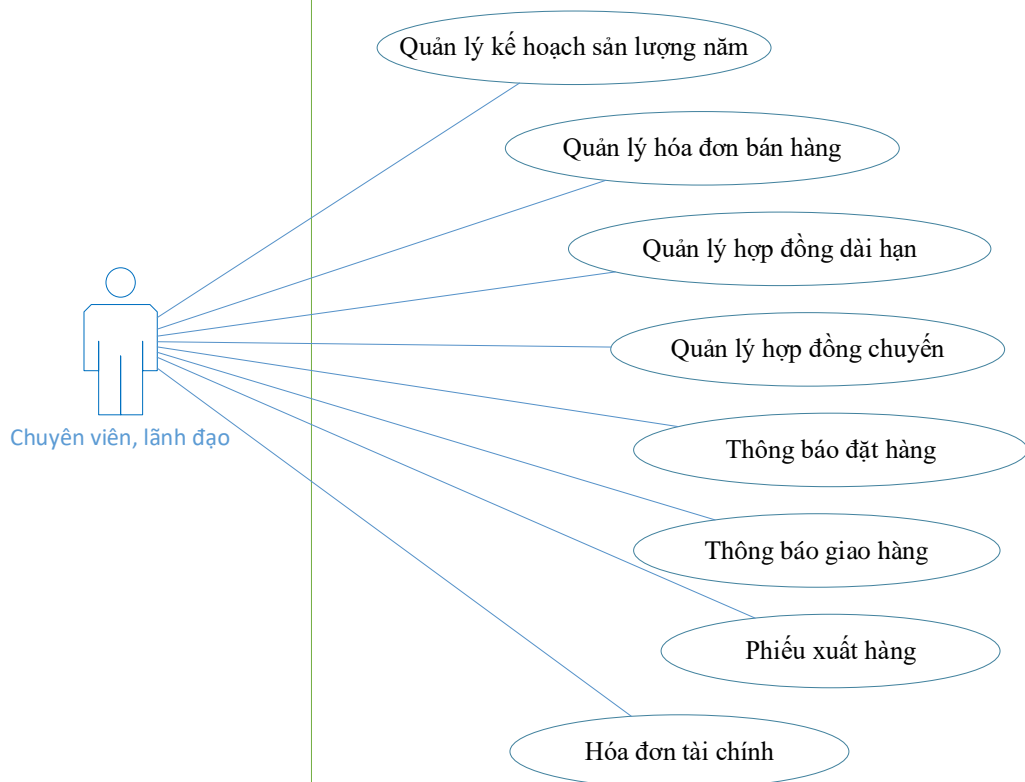 Quản lý kế hoạch sản lượng năm
Quản lý hóa đơn bán hàng
Quản lý hợp đồng dài hạn
Quản lý hợp đồng chuyến
Chuyên viên, lãnh đạo
Thông báo đặt hàng
Thông báo giao hàng
Phiếu xuất hàng
Hóa đơn tài chính